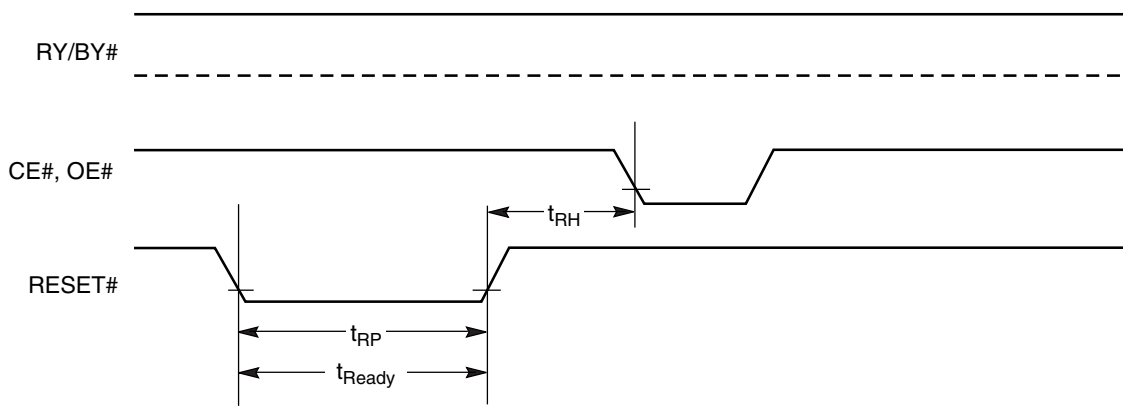 RY/BY#
CE#, OE#
tRH
RESET#
tRP
tReady